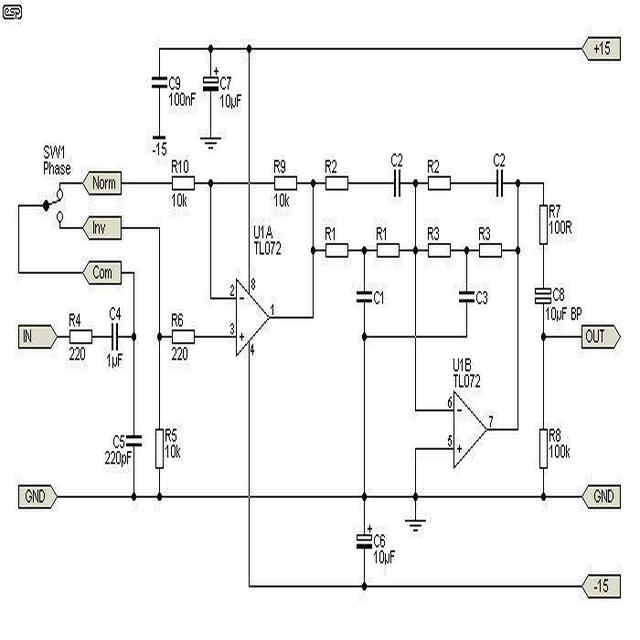 esp
+15
C9
100nF
+
C7
10µF
-15
SW1
Phase
Norm
R10
10k
R9
10k
R2
C2
R2
C2
Inv
R7
100R
U1A
TL072
R1
R1
R3
R3
Com
2
-
8
C1
C3
C8
10µF BP
1
IN
R4
220
C4
1µF
R6
220
3
+
4
OUT
U1B
TL072
6
-
7
5
+
C5
220pF
R5
10k
R8
100k
GND
GND
+
C6
10µF
-15